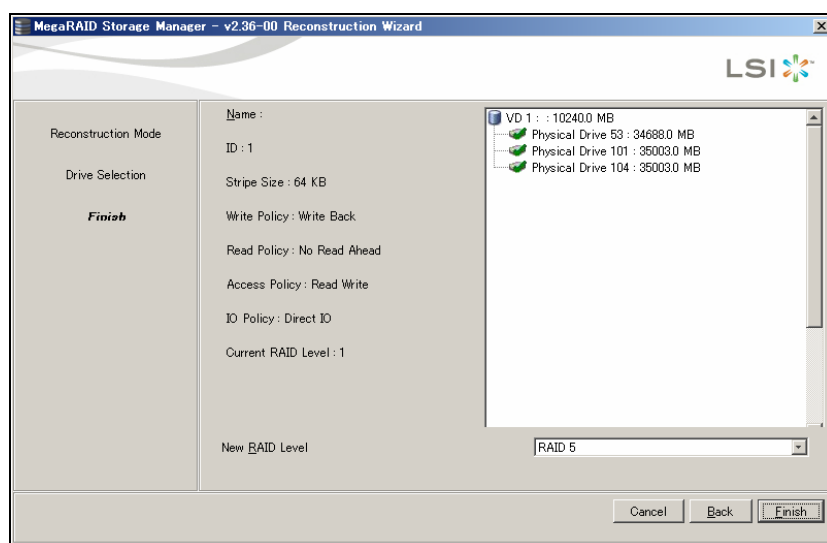 MegaRAID Storage Manager - v2.36-00 Reconstruction Wizard
LSI
Reconstruction Mode
Drive Selection
Finish
Name :
ID : 1
Stripe Size : 64 KB
Write Policy : Write Back
Read Policy : No Read Ahead
Access Policy : Read Write
IO Policy : Direct IO
Current RAID Level : 1
VD 1 : : 10240.0 MB
Physical Drive 53 : 34688.0 MB
Physical Drive 101 : 35003.0 MB
Physical Drive 104 : 35003.0 MB
New RAID Level
RAID 5
Cancel Back Finish